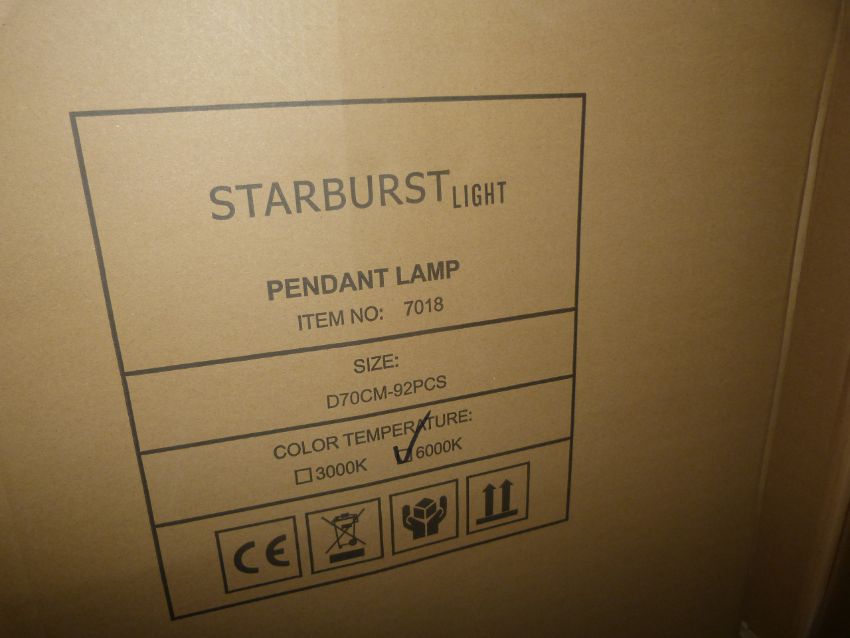 STARBURST LIGHT
PENDANT LAMP
ITEM NO: 7018
SIZE:
D70CM-92PCS
COLOR TEMPERATURE:
☐3000K ☑6000K
CE